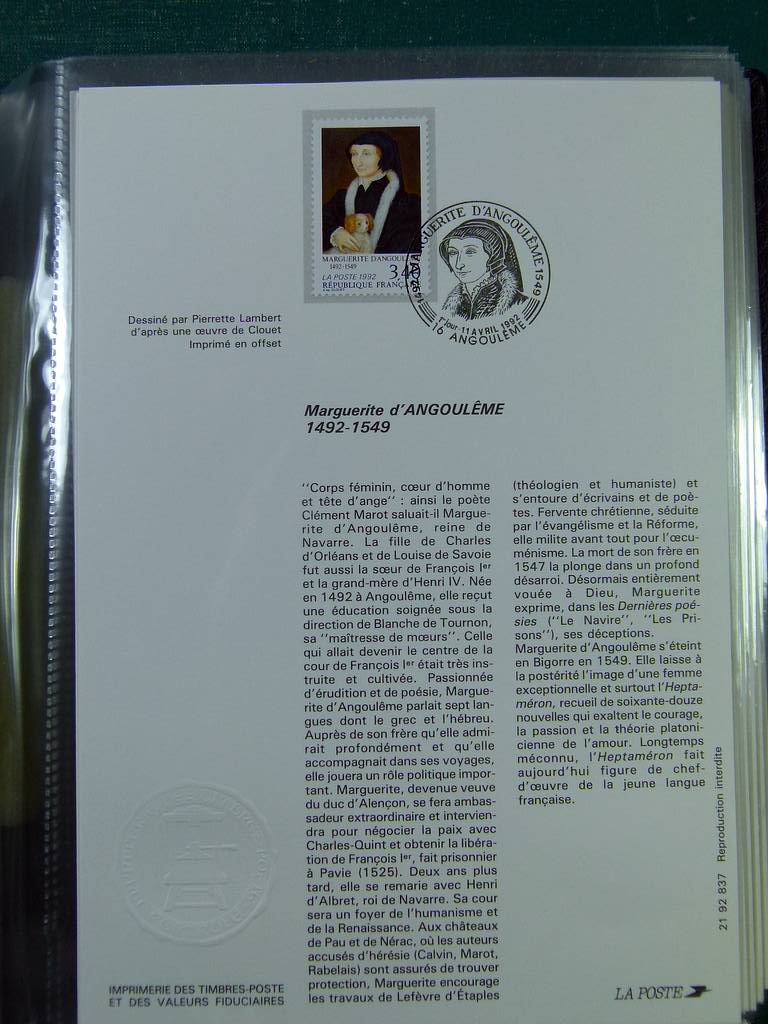 MARGUERITE D'ANGOUL
1492-1549
LA POSTE 1992
3,40
RÉPUBLIQUE FRANÇA
MARGUERITE D'ANGOULÊME 1549
1er Jour - 11 AVRIL 1992
16 ANGOULÊME
Dessiné par Pierrette Lambert
d'après une œuvre de Clouet
Imprimé en offset
Marguerite d'ANGOULÊME
1492-1549
''Corps féminin, cœur d'homme
et tête d'ange'' : ainsi le poète
Clément Marot saluait-il Margue-
rite d'Angoulême, reine de
Navarre. La fille de Charles
d'Orléans et de Louise de Savoie
fut aussi la sœur de François Ier
et la grand-mère d'Henri IV. Née
en 1492 à Angoulême, elle reçut
une éducation soignée sous la
direction de Blanche de Tournon,
sa ''maîtresse de mœurs''. Celle
qui allait devenir le centre de la
cour de François Ier était très ins-
truite et cultivée. Passionnée
d'érudition et de poésie, Margue-
rite d'Angoulême parlait sept lan-
gues dont le grec et l'hébreu.
Auprès de son frère qu'elle admi-
rait profondément et qu'elle
accompagnait dans ses voyages,
elle jouera un rôle politique impor-
tant. Marguerite, devenue veuve
du duc d'Alençon, se fera ambas-
sadeur extraordinaire et intervien-
dra pour négocier la paix avec
Charles-Quint et obtenir la libéra-
tion de François Ier, fait prisonnier
à Pavie (1525). Deux ans plus
tard, elle se remarie avec Henri
d'Albret, roi de Navarre. Sa cour
sera un foyer de l'humanisme et
de la Renaissance. Aux châteaux
de Pau et de Nérac, où les auteurs
accusés d'hérésie (Calvin, Marot,
Rabelais) sont assurés de trouver
protection, Marguerite encourage
les travaux de Lefèvre d'Étaples
(théologien et humaniste) et
s'entoure d'écrivains et de poè-
tes. Fervente chrétienne, séduite
par l'évangélisme et la Réforme,
elle milite avant tout pour l'œcu-
ménisme. La mort de son frère en
1547 la plonge dans un profond
désarroi. Désormais entièrement
vouée à Dieu, Marguerite
exprime, dans les Dernières poé-
sies (''Le Navire'', ''Les Pri-
sons''), ses déceptions.
Marguerite d'Angoulême s'éteint
en Bigorre en 1549. Elle laisse à
la postérité l'image d'une femme
exceptionnelle et surtout l'Hepta-
méron, recueil de soixante-douze
nouvelles qui exaltent le courage,
la passion et la théorie platoni-
cienne de l'amour. Longtemps
méconnu, l'Heptaméron fait
aujourd'hui figure de chef-
d'œuvre de la jeune langue
française.
21 92 837 Reproduction interdite
IMPRIMERIE DES TIMBRES-POSTE
ET DES VALEURS FIDUCIAIRES
LA POSTE